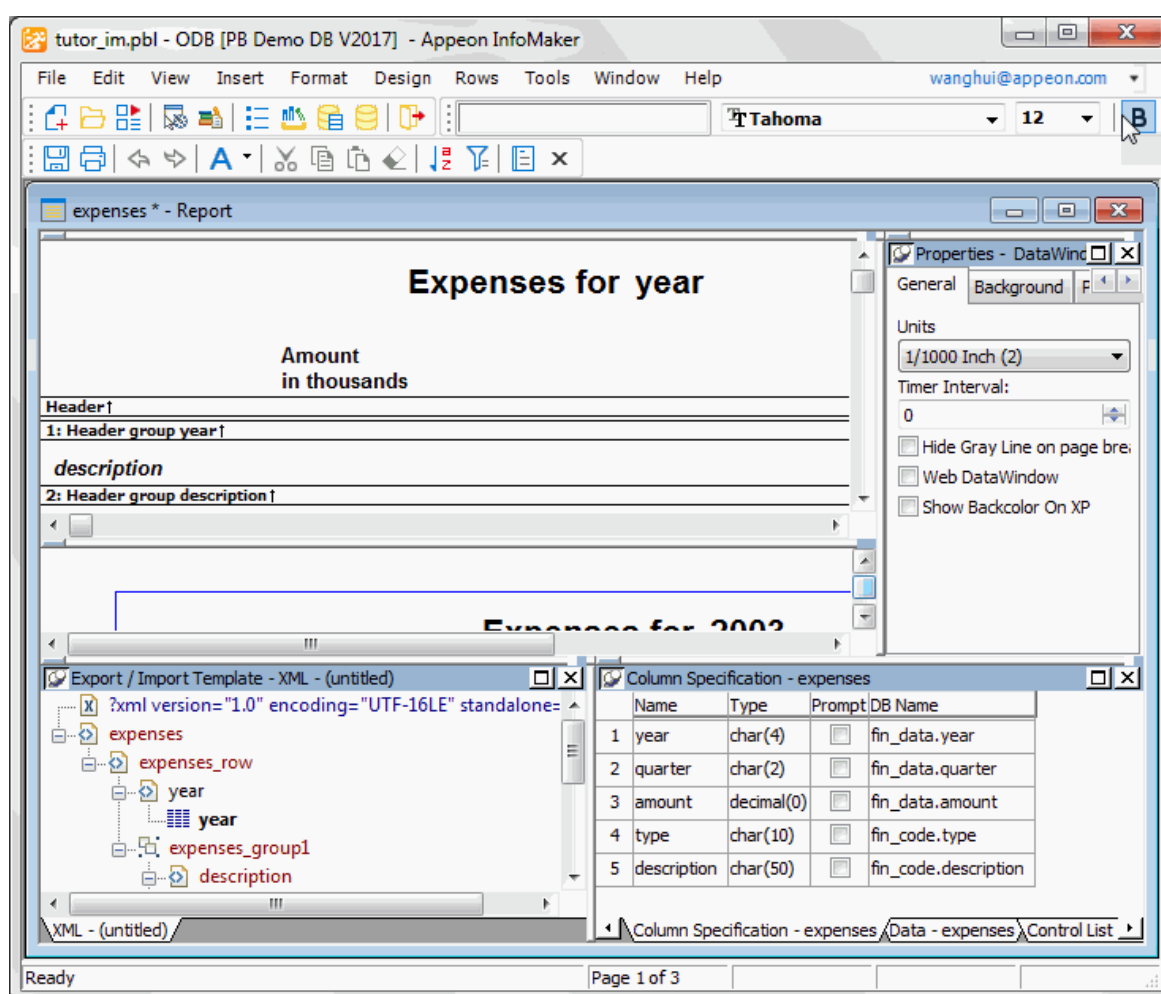 tutor_im.pbl - ODB [PB Demo DB V2017] - Appeon InfoMaker
File Edit View Insert Format Design Rows Tools Window Help wanghui@appeon.com
Tahoma 12 B
A
expenses * - Report
Expenses for year
Amount
in thousands
Header↑
1: Header group year↑
description
2: Header group description↑
Expenses for 2003
Properties - DataWind
General Background F
Units
1/1000 Inch (2)
Timer Interval:
0
Hide Gray Line on page brea
Web DataWindow
Show Backcolor On XP
Export / Import Template - XML - (untitled)
?xml version="1.0" encoding="UTF-16LE" standalone=
expenses
expenses_row
year
year
expenses_group1
description
XML - (untitled)
Column Specification - expenses
Name Type Prompt DB Name
1 year char(4) fin_data.year
2 quarter char(2) fin_data.quarter
3 amount decimal(0) fin_data.amount
4 type char(10) fin_code.type
5 description char(50) fin_code.description
Column Specification - expenses Data - expenses Control List
Ready Page 1 of 3